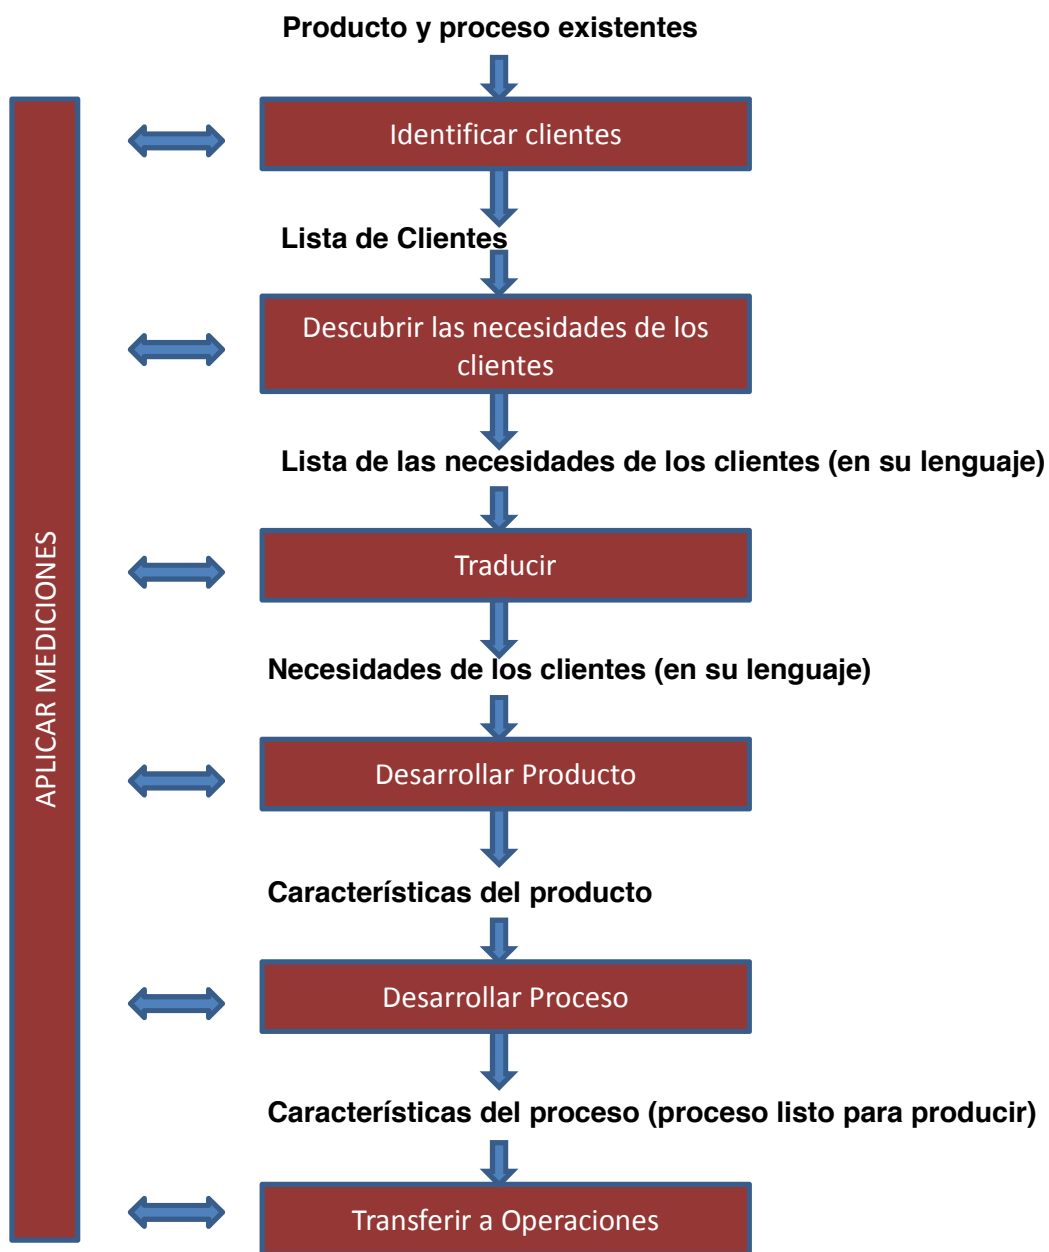 Producto y proceso existentes
Identificar clientes
Lista de Clientes
Descubrir las necesidades de los
clientes
Lista de las necesidades de los clientes (en su lenguaje)
Traducir
Necesidades de los clientes (en su lenguaje)
Desarrollar Producto
Característícas del producto
Desarrollar Proceso
Características del proceso (proceso listo para producir)
Transferir a Operaciones
APLICAR MEDICIONES